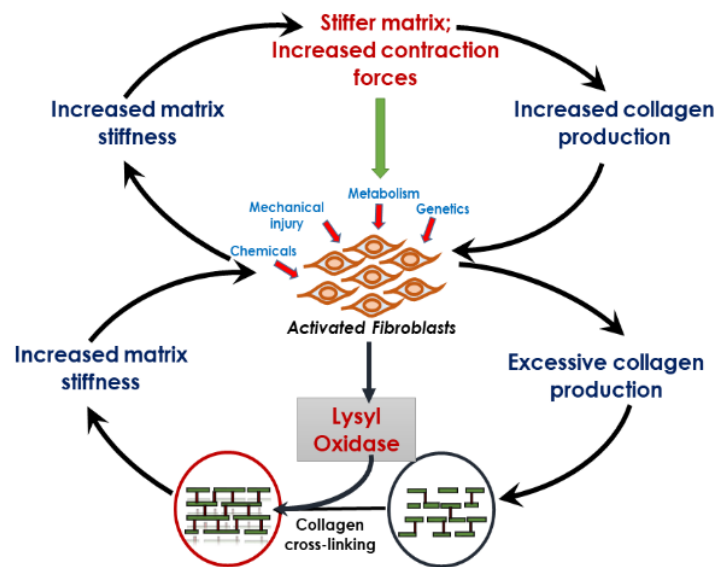 Stiffer matrix;
Increased contraction
forces
Increased matrix
stiffness
Increased collagen
production
Metabolism
Mechanical
injury
Genetics
Chemicals
Activated Fibroblasts
Increased matrix
stiffness
Excessive collagen
production
Lysyl
Oxidase
Collagen
cross-linking